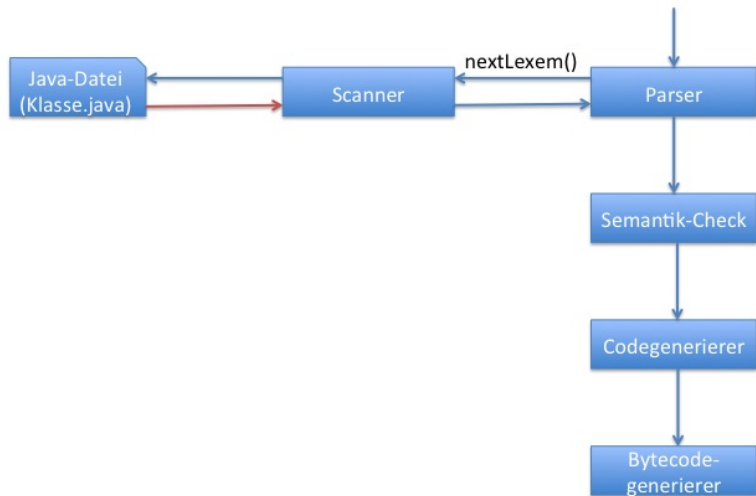 Java-Datei
(Klasse.java)
Scanner
nextLexem()
Parser
Semantik-Check
Codegenerierer
Bytecode-
generierer